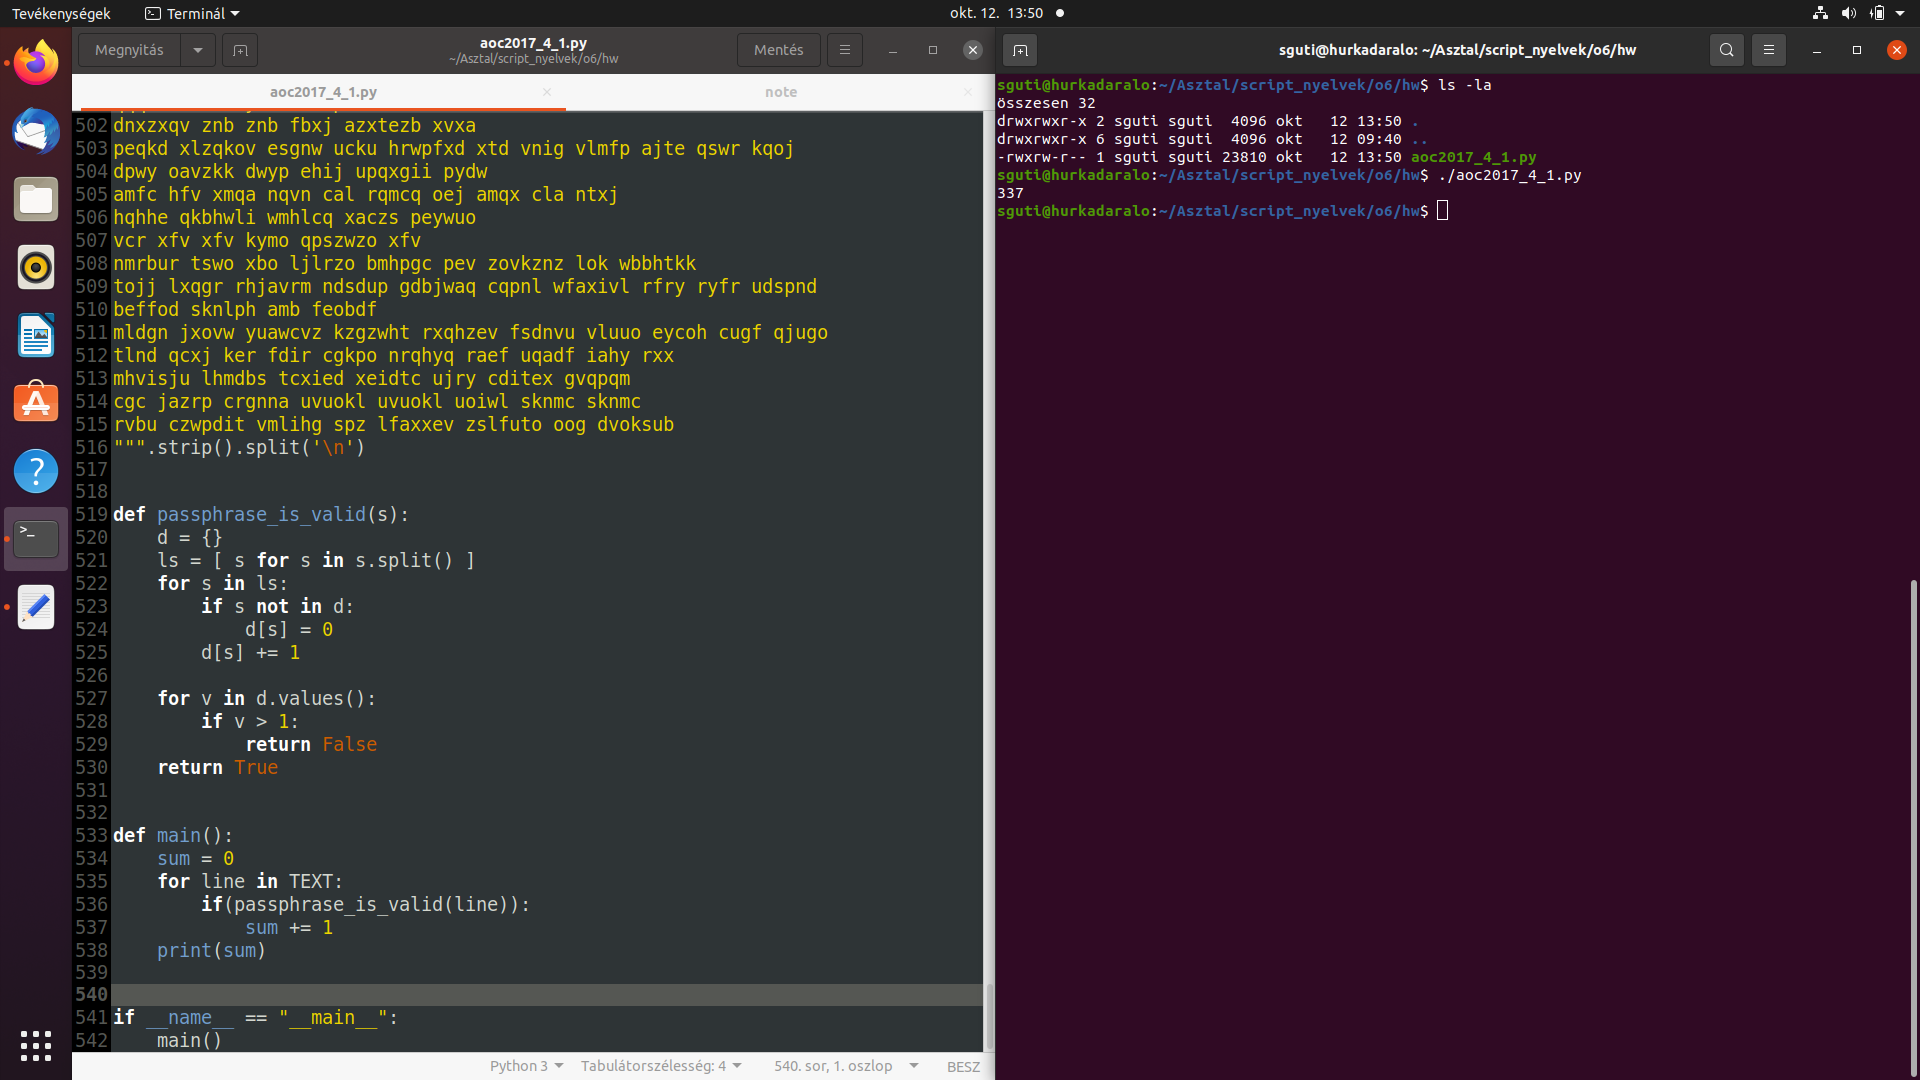 Tevékenységek
Terminál
okt. 12. 13:50
Megnyitás
aoc2017_4_1.py
~/Asztal/script_nyelvek/o6/hw
Mentés
aoc2017_4_1.py
note
502 dnxzxqv znb znb fbxj azxtezb xvxa
503 peqkd xlzqkov esgnw ucku hrwpfxd xtd vnig vlmfp ajte qswr kqoj
504 dpwy oavzkk dwyp ehij upqxgii pydw
505 amfc hfv xmqa nqvn cal rqmcq oej amqx cla ntxj
506 hqhhe qkbhwli wmhlcq xaczs peywuo
507 vcr xfv xfv kymo qpszwzo xfv
508 nmrbur tswo xbo ljlrzo bmhpgc pev zovkznz lok wbbhtkk
509 tojj lxqgr rhjavrm ndsdup gdbjwaq cqpnl wfaxivl rfry ryfr udspnd
510 beffod sknlph amb feobdf
511 mldgn jxovw yuawcvz kzgzwht rxqhzev fsdnvu vluuo eycoh cugf qjugo
512 tlnd qcxj ker fdir cgkpo nrqhyq raef uqadf iahy rxx
513 mhvisju lhmdbs tcxied xeidtc ujry cditex gvqpqm
514 cgc jazrp crgnna uvuokl uvuokl uoiwl sknmc sknmc
515 rvbu czwpdit vmlihg spz lfaxxev zslfuto oog dvoksub
516 """.strip().split('\n')
517
518
519 def passphrase_is_valid(s):
520     d = {}
521     ls = [ s for s in s.split() ]
522     for s in ls:
523         if s not in d:
524             d[s] = 0
525         d[s] += 1
526
527     for v in d.values():
528         if v > 1:
529             return False
530     return True
531
532
533 def main():
534     sum = 0
535     for line in TEXT:
536         if(passphrase_is_valid(line)):
537             sum += 1
538     print(sum)
539
540
541 if __name__ == "__main__":
542     main()
Python 3
Tabulátorszélesség: 4
540. sor, 1. oszlop
BESZ
sguti@hurkadaralo: ~/Asztal/script_nyelvek/o6/hw
sguti@hurkadaralo:~/Asztal/script_nyelvek/o6/hw$ ls -la
összesen 32
drwxrwxr-x 2 sguti sguti  4096 okt   12 13:50 .
drwxrwxr-x 6 sguti sguti  4096 okt   12 09:40 ..
-rwxrw-r-- 1 sguti sguti 23810 okt   12 13:50 aoc2017_4_1.py
sguti@hurkadaralo:~/Asztal/script_nyelvek/o6/hw$ ./aoc2017_4_1.py
337
sguti@hurkadaralo:~/Asztal/script_nyelvek/o6/hw$